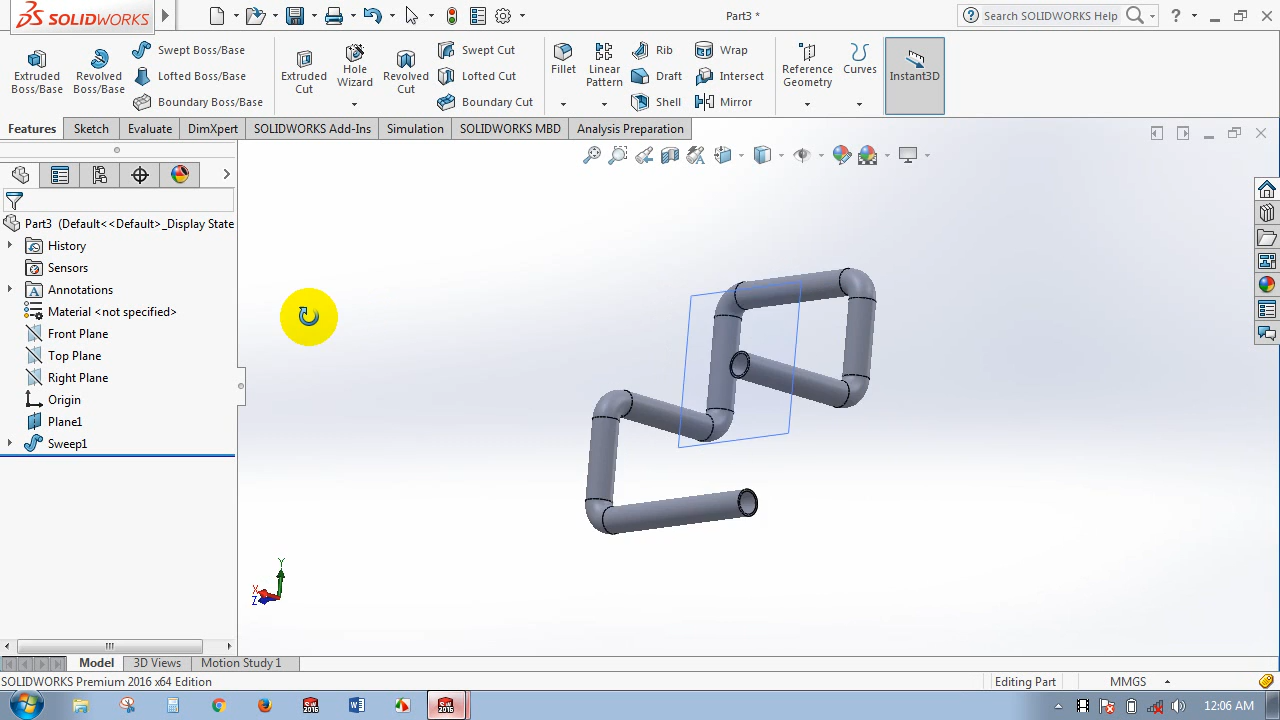 SOLIDWORKS
Part3 *
Search SOLIDWORKS Help
?
Extruded Boss/Base
Revolved Boss/Base
Swept Boss/Base
Lofted Boss/Base
Boundary Boss/Base
Extruded Cut
Hole Wizard
Revolved Cut
Swept Cut
Lofted Cut
Boundary Cut
Fillet
Linear Pattern
Rib
Draft
Shell
Wrap
Intersect
Mirror
Reference Geometry
Curves
Instant3D
Features
Sketch
Evaluate
DimXpert
SOLIDWORKS Add-Ins
Simulation
SOLIDWORKS MBD
Analysis Preparation
Part3 (Default<<Default>_Display State
History
Sensors
A
Annotations
Material <not specified>
Front Plane
Top Plane
Right Plane
Origin
Plane1
Sweep1
Y
X
Z
Model
3D Views
Motion Study 1
SOLIDWORKS Premium 2016 x64 Edition
Editing Part
MMGS
2016
W
2016
12:06 AM